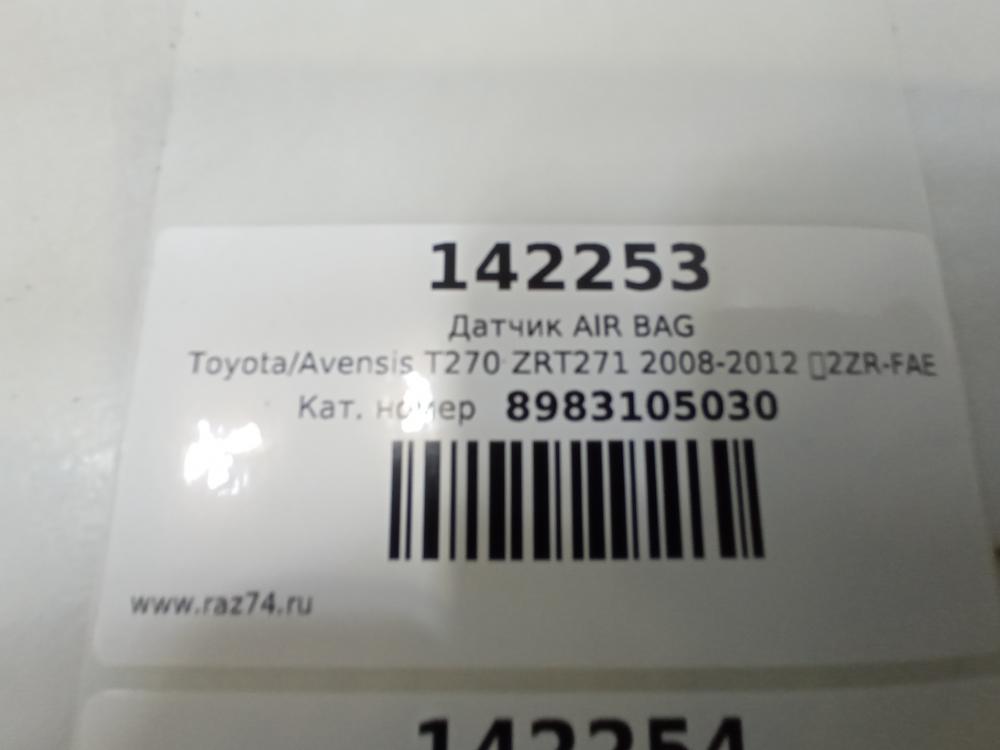 142253
Датчик AIR BAG
Toyota/Avensis T270 ZRT271 2008-2012 ▯2ZR-FAE
Кат. номер 8983105030
www.raz74.ru
142254